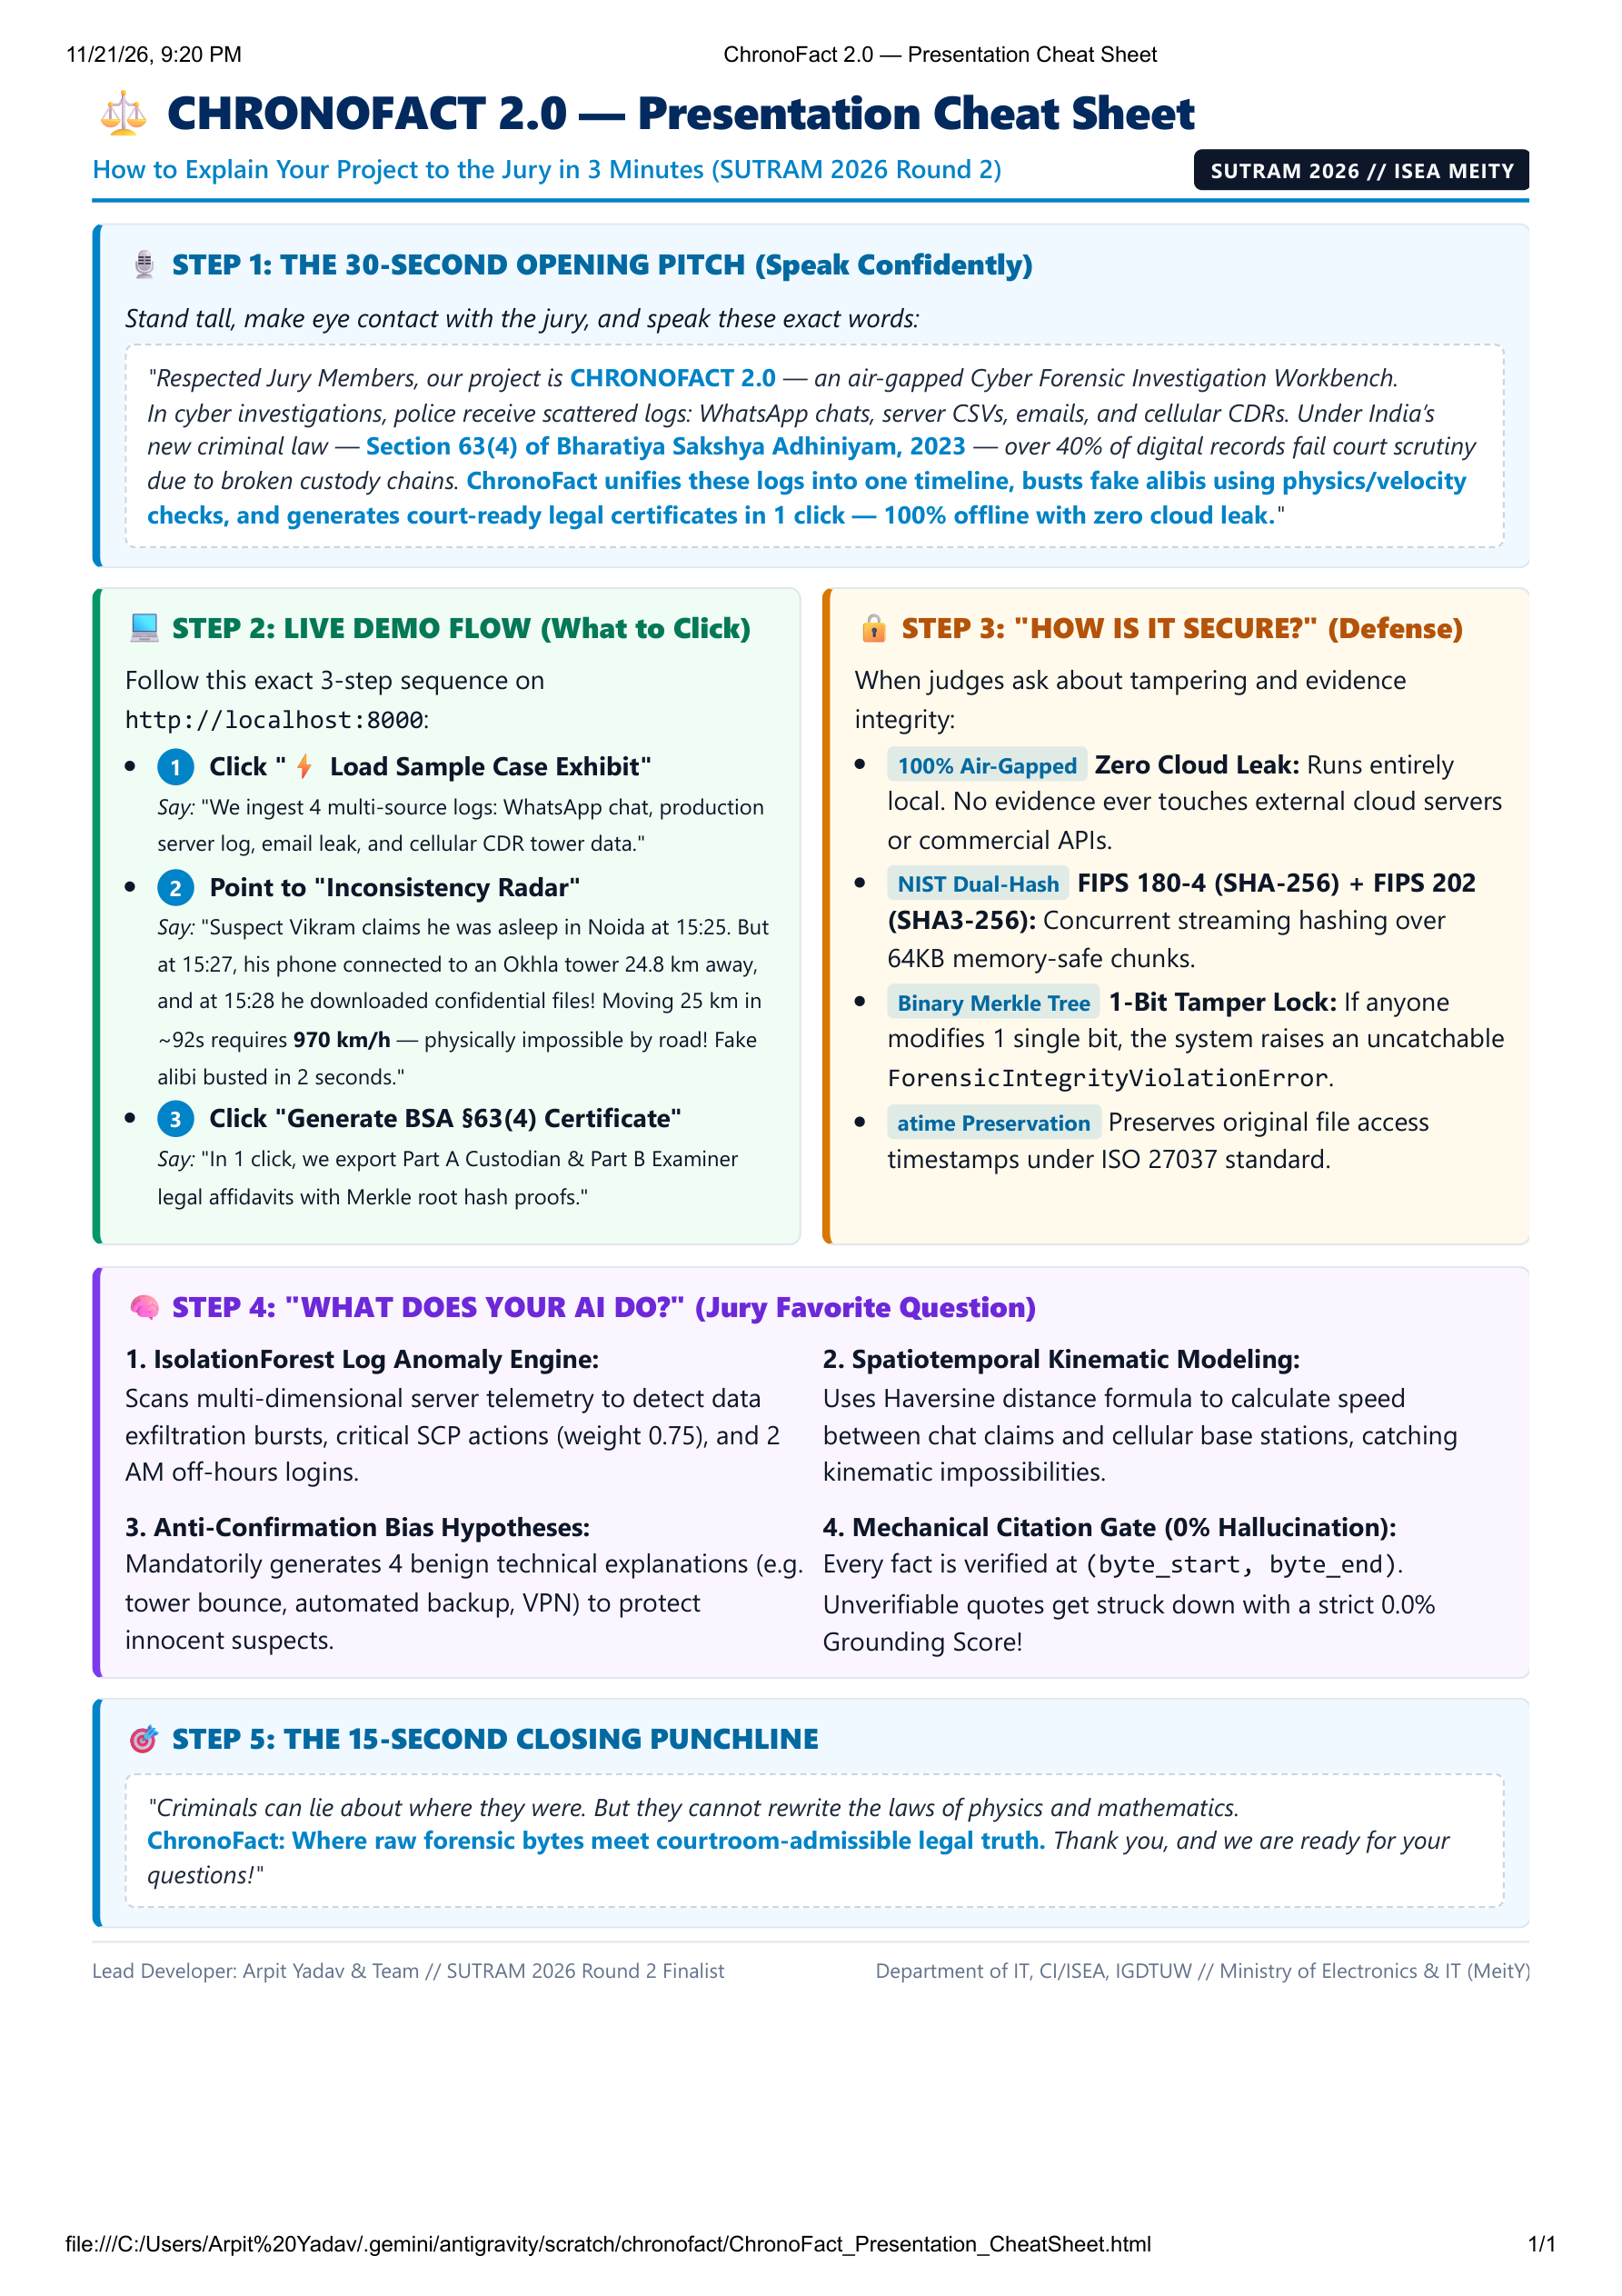 11/21/26, 9:20 PM
ChronoFact 2.0 — Presentation Cheat Sheet
⚖️ CHRONOFACT 2.0 — Presentation Cheat Sheet
How to Explain Your Project to the Jury in 3 Minutes (SUTRAM 2026 Round 2)
SUTRAM 2026 // ISEA MEITY
🎙️ STEP 1: THE 30-SECOND OPENING PITCH (Speak Confidently)
Stand tall, make eye contact with the jury, and speak these exact words:
"Respected Jury Members, our project is CHRONOFACT 2.0 — an air-gapped Cyber Forensic Investigation Workbench.
In cyber investigations, police receive scattered logs: WhatsApp chats, server CSVs, emails, and cellular CDRs. Under India's
new criminal law — Section 63(4) of Bharatiya Sakshya Adhiniyam, 2023 — over 40% of digital records fail court scrutiny
due to broken custody chains. ChronoFact unifies these logs into one timeline, busts fake alibis using physics/velocity
checks, and generates court-ready legal certificates in 1 click — 100% offline with zero cloud leak."
💻 STEP 2: LIVE DEMO FLOW (What to Click)
Follow this exact 3-step sequence on
http://localhost:8000:
• 1 Click "⚡ Load Sample Case Exhibit"
Say: "We ingest 4 multi-source logs: WhatsApp chat, production
server log, email leak, and cellular CDR tower data."
• 2 Point to "Inconsistency Radar"
Say: "Suspect Vikram claims he was asleep in Noida at 15:25. But
at 15:27, his phone connected to an Okhla tower 24.8 km away,
and at 15:28 he downloaded confidential files! Moving 25 km in
~92s requires 970 km/h — physically impossible by road! Fake
alibi busted in 2 seconds."
• 3 Click "Generate BSA §63(4) Certificate"
Say: "In 1 click, we export Part A Custodian & Part B Examiner
legal affidavits with Merkle root hash proofs."
🔒 STEP 3: "HOW IS IT SECURE?" (Defense)
When judges ask about tampering and evidence
integrity:
• 100% Air-Gapped Zero Cloud Leak: Runs entirely
local. No evidence ever touches external cloud servers
or commercial APIs.
• NIST Dual-Hash FIPS 180-4 (SHA-256) + FIPS 202
(SHA3-256): Concurrent streaming hashing over
64KB memory-safe chunks.
• Binary Merkle Tree 1-Bit Tamper Lock: If anyone
modifies 1 single bit, the system raises an uncatchable
ForensicIntegrityViolationError.
• atime Preservation Preserves original file access
timestamps under ISO 27037 standard.
🧠 STEP 4: "WHAT DOES YOUR AI DO?" (Jury Favorite Question)
1. IsolationForest Log Anomaly Engine:
Scans multi-dimensional server telemetry to detect data
exfiltration bursts, critical SCP actions (weight 0.75), and 2
AM off-hours logins.
2. Spatiotemporal Kinematic Modeling:
Uses Haversine distance formula to calculate speed
between chat claims and cellular base stations, catching
kinematic impossibilities.
3. Anti-Confirmation Bias Hypotheses:
Mandatorily generates 4 benign technical explanations (e.g.
tower bounce, automated backup, VPN) to protect
innocent suspects.
4. Mechanical Citation Gate (0% Hallucination):
Every fact is verified at (byte_start, byte_end).
Unverifiable quotes get struck down with a strict 0.0%
Grounding Score!
🎯 STEP 5: THE 15-SECOND CLOSING PUNCHLINE
"Criminals can lie about where they were. But they cannot rewrite the laws of physics and mathematics.
ChronoFact: Where raw forensic bytes meet courtroom-admissible legal truth. Thank you, and we are ready for your
questions!"
Lead Developer: Arpit Yadav & Team // SUTRAM 2026 Round 2 Finalist
Department of IT, CI/ISEA, IGDTUW // Ministry of Electronics & IT (MeitY)
file:///C:/Users/Arpit%20Yadav/.gemini/antigravity/scratch/chronofact/ChronoFact_Presentation_CheatSheet.html
1/1